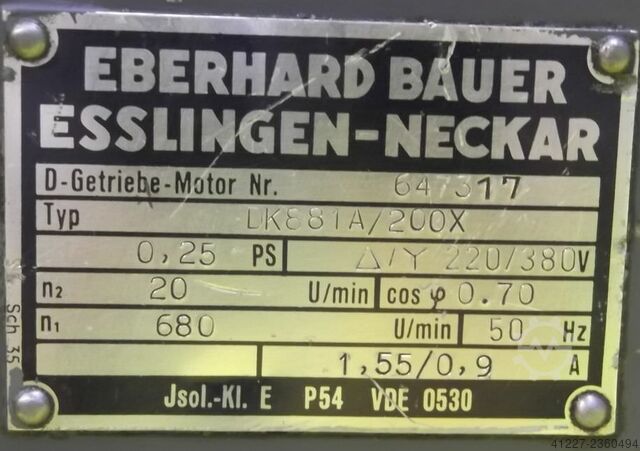 EBERHARD BAUER
ESSLINGEN-NECKAR
D-Getriebe-Motor Nr. 647317
Typ DK881A/200X
0,25 PS Δ/Y 220/380V
n₂ 20 U/min cos φ 0.70
n₁ 680 U/min 50 Hz
1,55/0,9 A
Jsol.-Kl. E P54 VDE 0530
Sch 35
41227-2360494